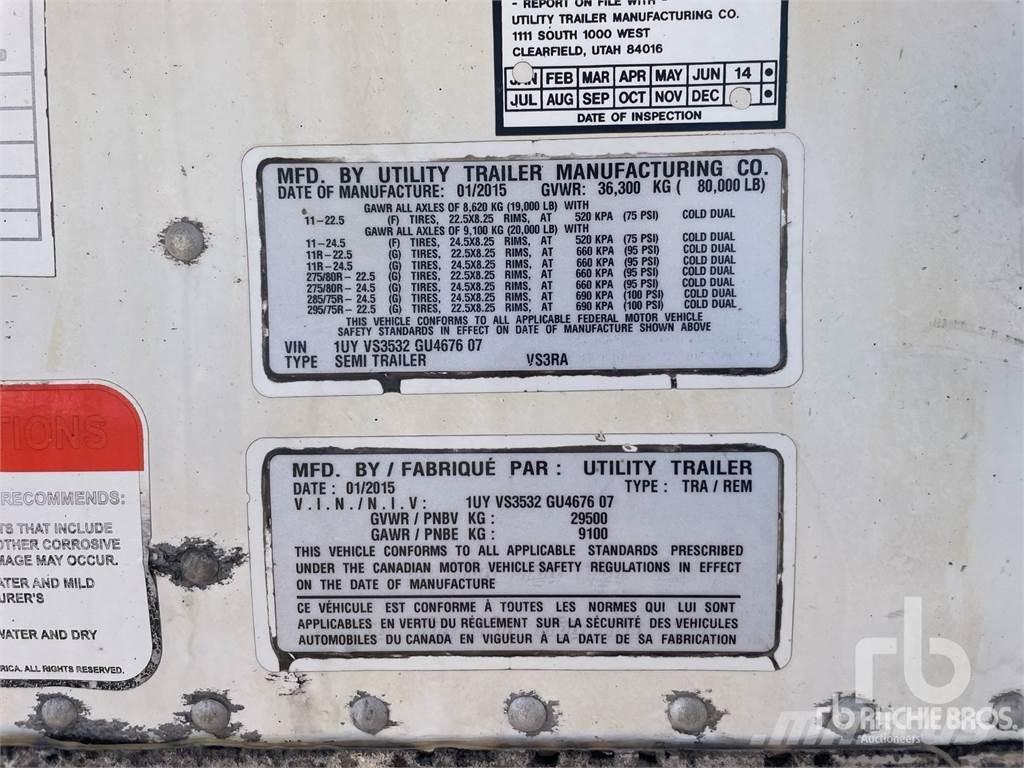 - REPORT ON FILE WITH -
UTILITY TRAILER MANUFACTURING CO.
1111 SOUTH 1000 WEST
CLEARFIELD, UTAH 84016
FEB MAR APR MAY JUN 14
JUL AUG SEP OCT NOV DEC
DATE OF INSPECTION
MFD. BY UTILITY TRAILER MANUFACTURING CO.
DATE OF MANUFACTURE: 01/2015 GVWR: 36,300 KG ( 80,000 LB)
GAWR ALL AXLES OF 8,620 KG (19,000 LB) WITH
11-22.5 (F) TIRES, 22.5X8.25 RIMS, AT 520 KPA (75 PSI) COLD DUAL
GAWR ALL AXLES OF 9,100 KG (20,000 LB) WITH
11-24.5 (F) TIRES, 24.5X8.25 RIMS, AT 520 KPA (75 PSI) COLD DUAL
11R-22.5 (G) TIRES, 22.5X8.25 RIMS, AT 660 KPA (95 PSI) COLD DUAL
11R-24.5 (G) TIRES, 24.5X8.25 RIMS, AT 660 KPA (95 PSI) COLD DUAL
275/80R-22.5 (G) TIRES, 22.5X8.25 RIMS, AT 660 KPA (95 PSI) COLD DUAL
275/80R-24.5 (G) TIRES, 24.5X8.25 RIMS, AT 660 KPA (95 PSI) COLD DUAL
285/75R-24.5 (G) TIRES, 24.5X8.25 RIMS, AT 690 KPA (100 PSI) COLD DUAL
295/75R-22.5 (G) TIRES, 22.5X8.25 RIMS, AT 690 KPA (100 PSI) COLD DUAL
THIS VEHICLE CONFORMS TO ALL APPLICABLE FEDERAL MOTOR VEHICLE
SAFETY STANDARDS IN EFFECT ON DATE OF MANUFACTURE SHOWN ABOVE
VIN 1UY VS3532 GU4676 07
TYPE SEMI TRAILER VS3RA
MFD. BY / FABRIQUÉ PAR : UTILITY TRAILER
DATE : 01/2015 TYPE : TRA / REM
V.I.N./N.I.V: 1UY VS3532 GU4676 07
GVWR / PNBV KG : 29500
GAWR / PNBE KG : 9100
THIS VEHICLE CONFORMS TO ALL APPLICABLE STANDARDS PRESCRIBED
UNDER THE CANADIAN MOTOR VEHICLE SAFETY REGULATIONS IN EFFECT
ON THE DATE OF MANUFACTURE
CE VÉHICULE EST CONFORME À TOUTES LES NORMES QUI LUI SONT
APPLICABLES EN VERTU DU RÉGLEMENT SUR LA SÉCURITÉ DES VEHICULES
AUTOMOBILES DU CANADA EN VIGUEUR À LA DATE DE SA FABRICATION
TIONS
RECOMMENDS:
TS THAT INCLUDE
OTHER CORROSIVE
MAGE MAY OCCUR.
ATER AND MILD
URER'S
WATER AND DRY
RICA. ALL RIGHTS RESERVED.
rb
rb RITCHIE BROS.
Auctioneers